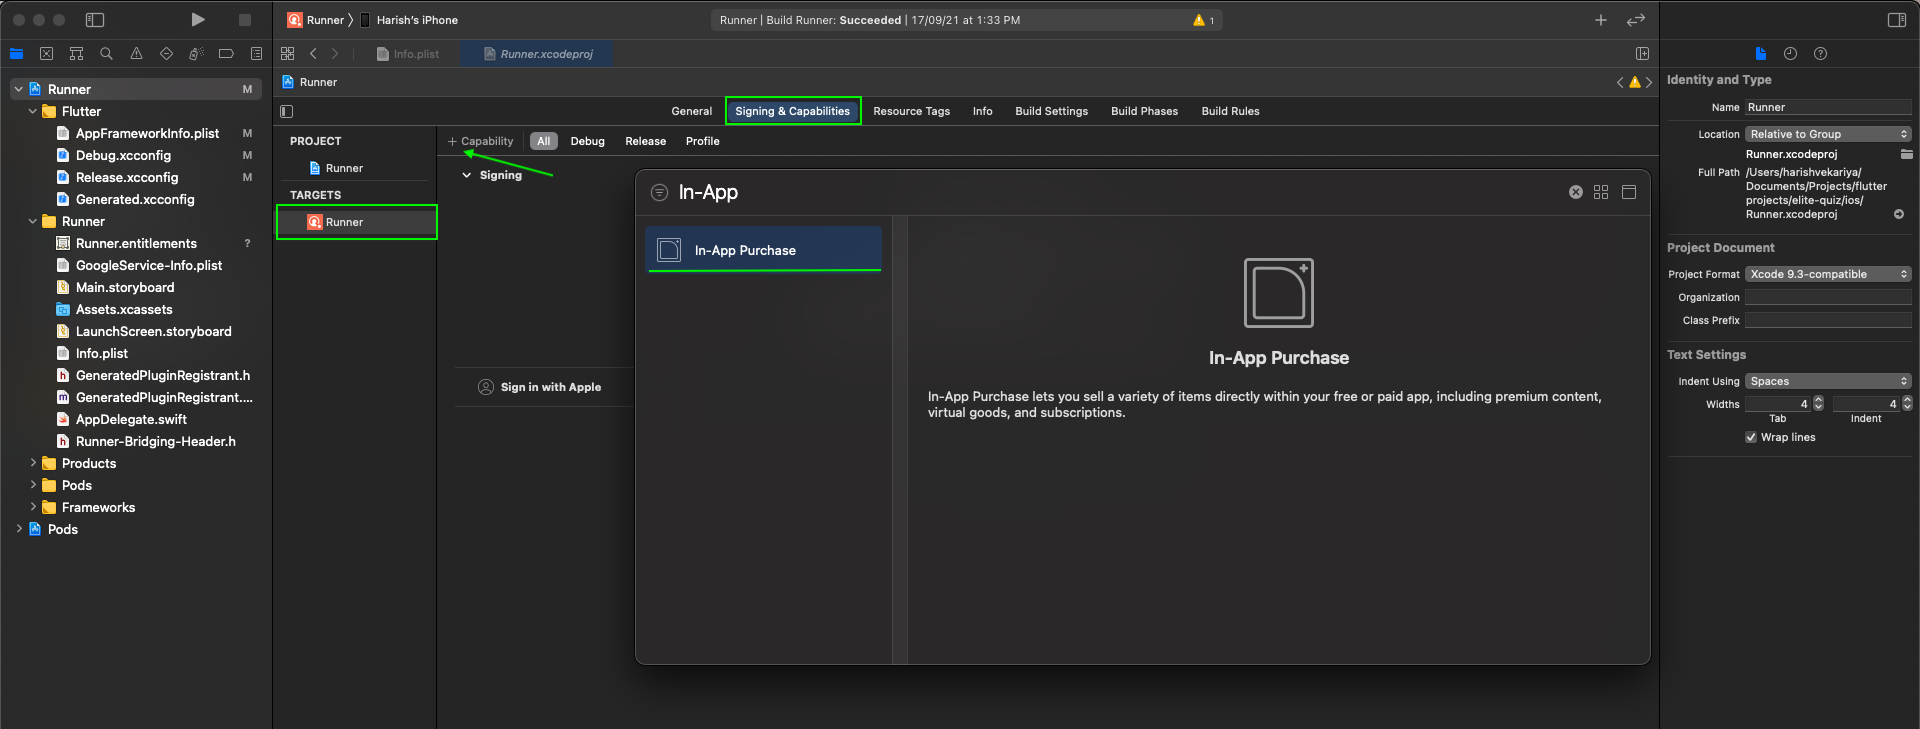 Runner
Harish's iPhone
Runner | Build Runner: Succeeded | 17/09/21 at 1:33 PM
1
Info.plist
Runner.xcodeproj
Runner M
Flutter
AppFrameworkInfo.plist M
Debug.xcconfig M
Release.xcconfig M
Generated.xcconfig
Runner
Runner.entitlements ?
GoogleService-Info.plist
Main.storyboard
Assets.xcassets
LaunchScreen.storyboard
Info.plist
GeneratedPluginRegistrant.h
GeneratedPluginRegistrant....
AppDelegate.swift
Runner-Bridging-Header.h
Products
Pods
Frameworks
Pods
Runner
General
Signing & Capabilities
Resource Tags
Info
Build Settings
Build Phases
Build Rules
PROJECT
Runner
TARGETS
Runner
+ Capability
All
Debug
Release
Profile
Signing
Sign in with Apple
In-App
In-App Purchase
In-App Purchase
In-App Purchase lets you sell a variety of items directly within your free or paid app, including premium content,
virtual goods, and subscriptions.
Identity and Type
Name Runner
Location Relative to Group
Runner.xcodeproj
Full Path /Users/harishvekariya/
Documents/Projects/flutter
projects/elite-quiz/ios/
Runner.xcodeproj
Project Document
Project Format Xcode 9.3-compatible
Organization
Class Prefix
Text Settings
Indent Using Spaces
Widths 4 4
Tab Indent
Wrap lines